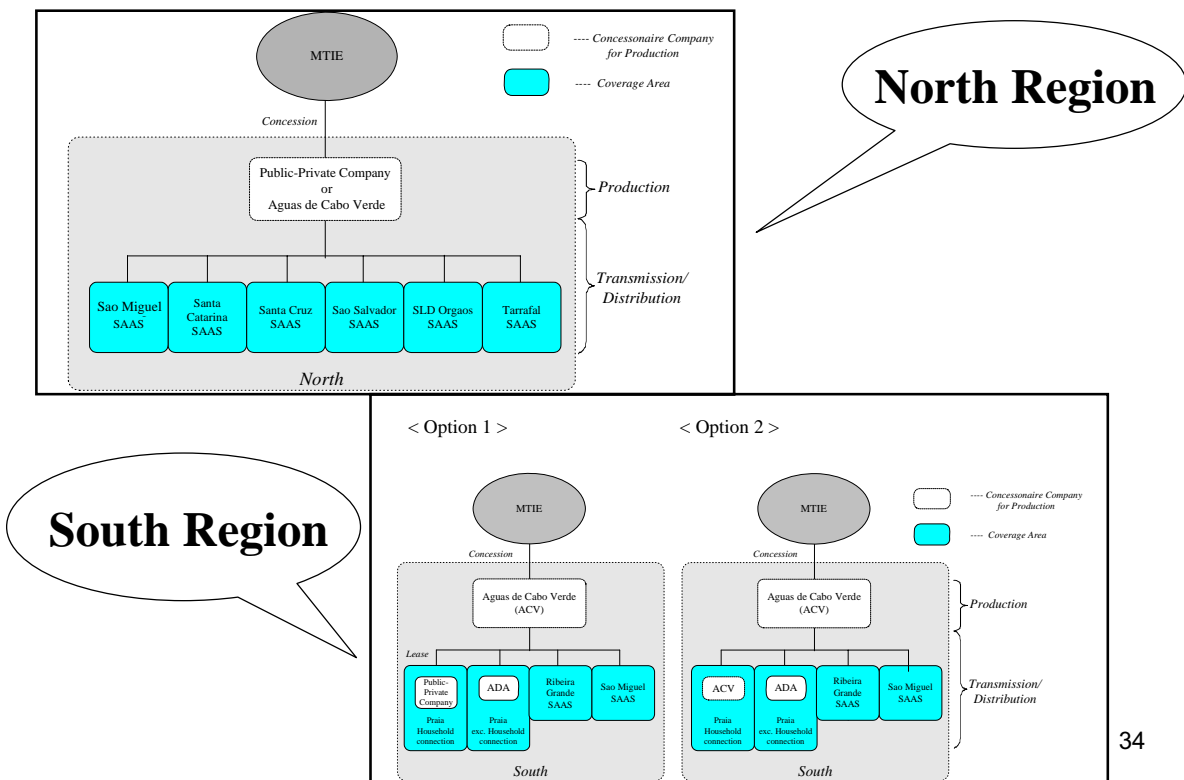 MTIE
---- Concessonaire Company
for Production
---- Coverage Area
North Region
Concession
Public-Private Company
or
Aguas de Cabo Verde
Production
Transmission/
Distribution
Sao Miguel
SAAS
Santa
Catarina
SAAS
Santa Cruz
SAAS
Sao Salvador
SAAS
SLD Orgaos
SAAS
Tarrafal
SAAS
North
South Region
< Option 1 >
MTIE
Concession
Aguas de Cabo Verde
(ACV)
Lease
Public-
Private
Company
Praia
Household
connection
ADA
Praia
exc. Household
connection
Ribeira
Grande
SAAS
Sao Miguel
SAAS
South
< Option 2 >
MTIE
---- Concessonaire Company
for Production
---- Coverage Area
Concession
Aguas de Cabo Verde
(ACV)
Production
ACV
Praia
Household
connection
ADA
Praia
exc. Household
connection
Ribeira
Grande
SAAS
Sao Miguel
SAAS
Transmission/
Distribution
South
34